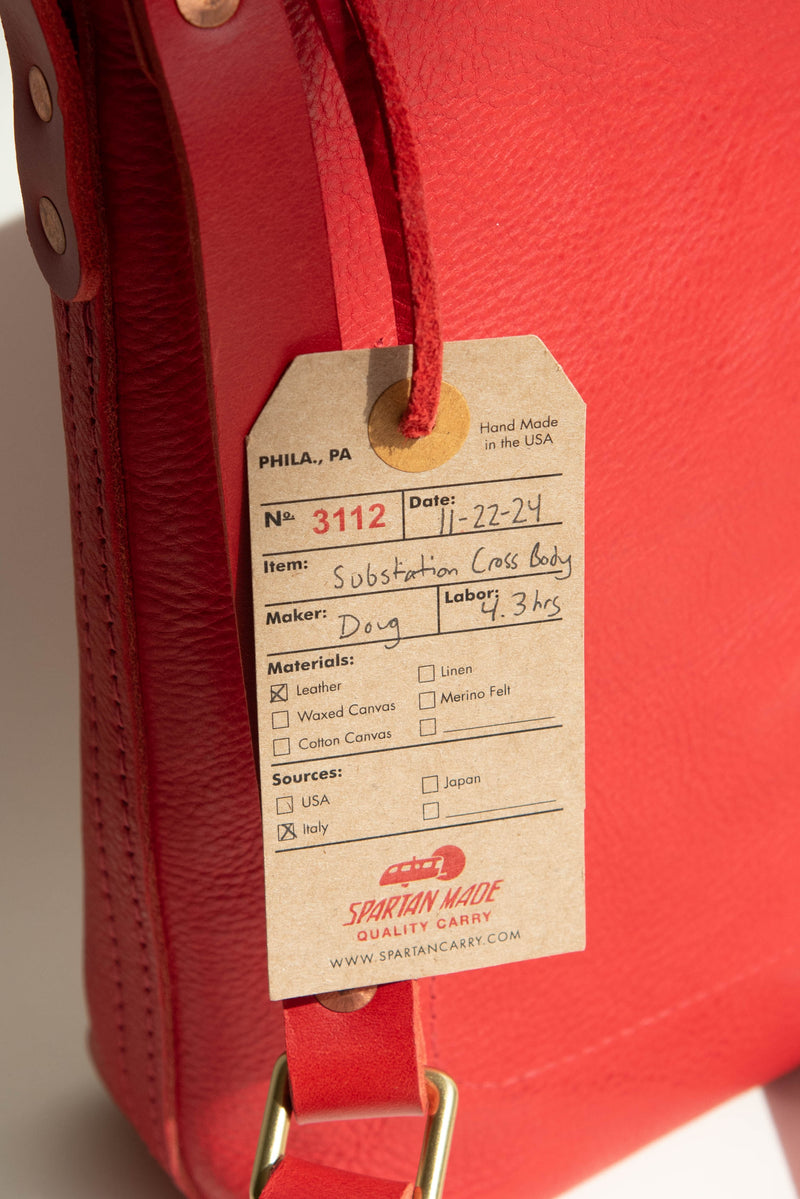 Hand Made
in the USA
PHILA., PA
No. 3112 Date: 11-22-24
Item: Substation Cross Body
Maker: Doug Labor: 4.3 hrs
Materials:
Leather Linen
Waxed Canvas Merino Felt
Cotton Canvas
Sources:
USA Japan
Italy
SPARTAN MADE
QUALITY CARRY
WWW.SPARTANCARRY.COM